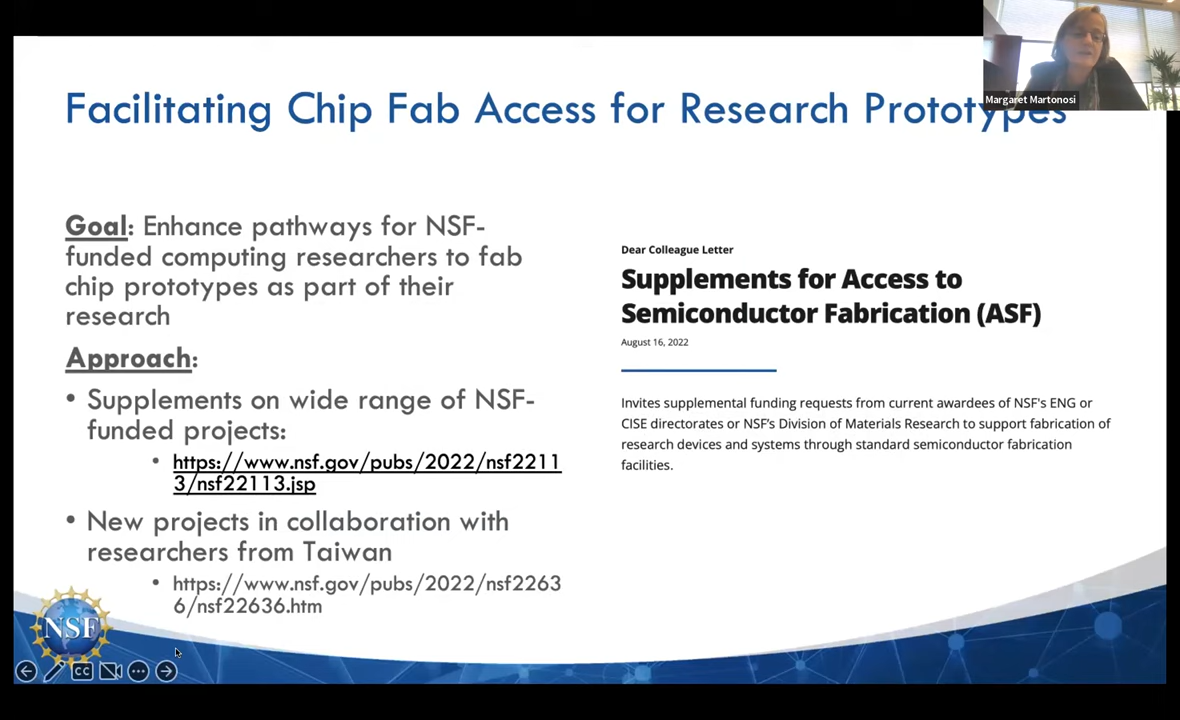 Margaret Martonosi
Facilitating Chip Fab Access for Research Prototypes
Goal: Enhance pathways for NSF-
funded computing researchers to fab
chip prototypes as part of their
research
Approach:
• Supplements on wide range of NSF-
funded projects:
• https://www.nsf.gov/pubs/2022/nsf2211
3/nsf22113.jsp
• New projects in collaboration with
researchers from Taiwan
• https://www.nsf.gov/pubs/2022/nsf2263
6/nsf22636.htm
Dear Colleague Letter
Supplements for Access to
Semiconductor Fabrication (ASF)
August 16, 2022
Invites supplemental funding requests from current awardees of NSF's ENG or
CISE directorates or NSF’s Division of Materials Research to support fabrication of
research devices and systems through standard semiconductor fabrication
facilities.
NSF
CC